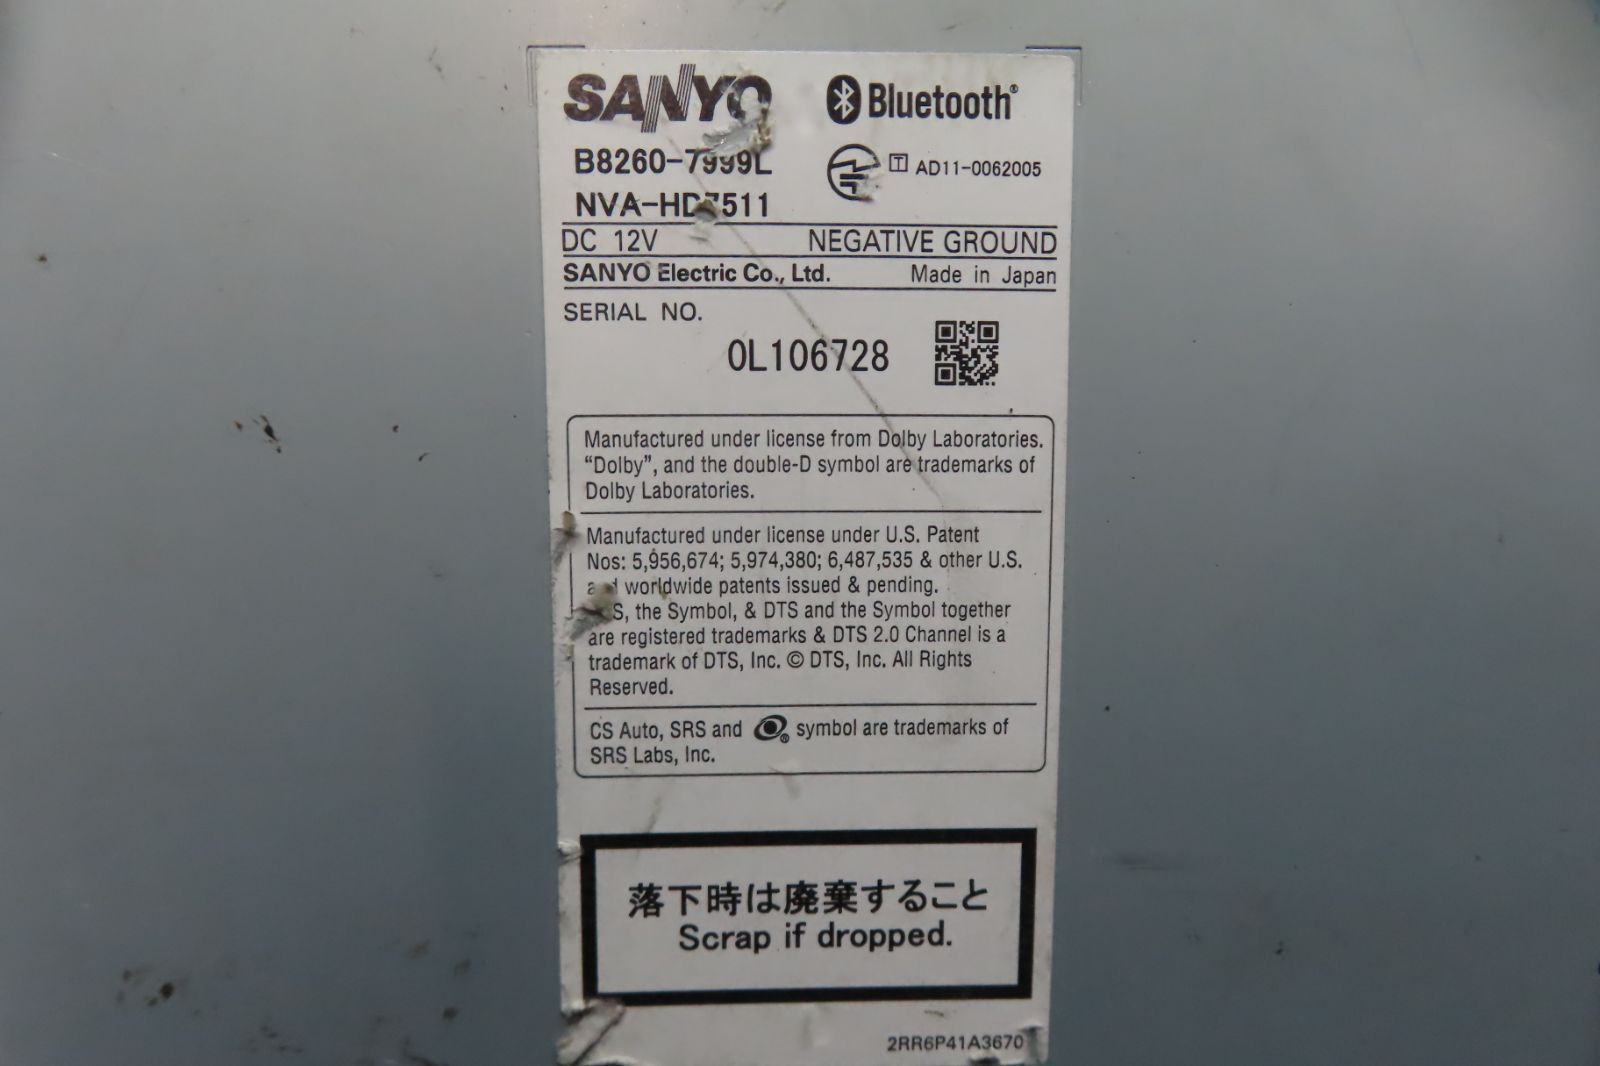 SANYO
Bluetooth®
B8260-7999L
T AD11-0062005
NVA-HD7511
DC 12V NEGATIVE GROUND
SANYO Electric Co., Ltd. Made in Japan
SERIAL NO.
0L106728
Manufactured under license from Dolby Laboratories.
“Dolby”, and the double-D symbol are trademarks of
Dolby Laboratories.
Manufactured under license under U.S. Patent
Nos: 5,956,674; 5,974,380; 6,487,535 & other U.S.
and worldwide patents issued & pending.
DTS, the Symbol, & DTS and the Symbol together
are registered trademarks & DTS 2.0 Channel is a
trademark of DTS, Inc. © DTS, Inc. All Rights
Reserved.
CS Auto, SRS and ® symbol are trademarks of
SRS Labs, Inc.
落下時は廃棄すること
Scrap if dropped.
2RR6P41A3670